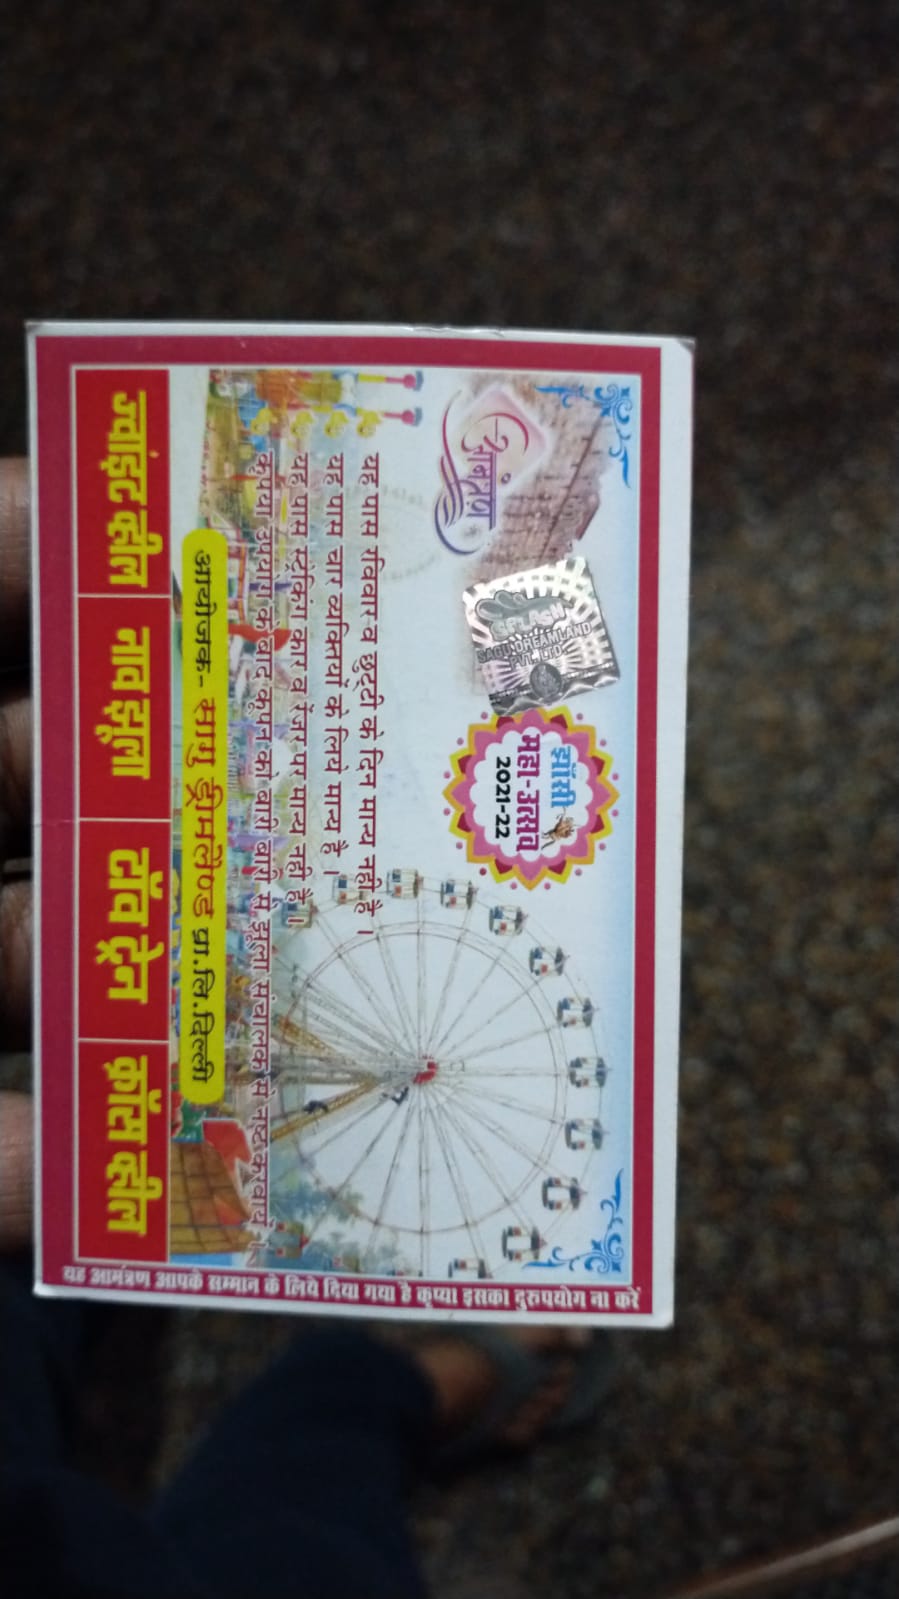 आमंत्रण
SPLASH
SAGU DREAMLAND
PVT. LTD.
झाँसी
महा-उत्सव
2021-22
यह पास रविवार व छुट्टी के दिन मान्य नही है।
यह पास चार व्यक्तियों के लिये मान्य है।
यह पास स्ट्रीकिंग कार व रेंजर पर मान्य नही है।
कृपया उपयोग के बाद कूपन को बारी बारी से झूला संचालक से नष्ट करवायें।
आयोजक- सागु ड्रीमलैण्ड प्रा.लि.दिल्ली
ज्वांइट व्हील
नाव झूला
टॉय ट्रेन
क्रॉस व्हील
यह आमंत्रण आपके सम्मान के लिये दिया गया है कृप्या इसका दुरुपयोग ना करें